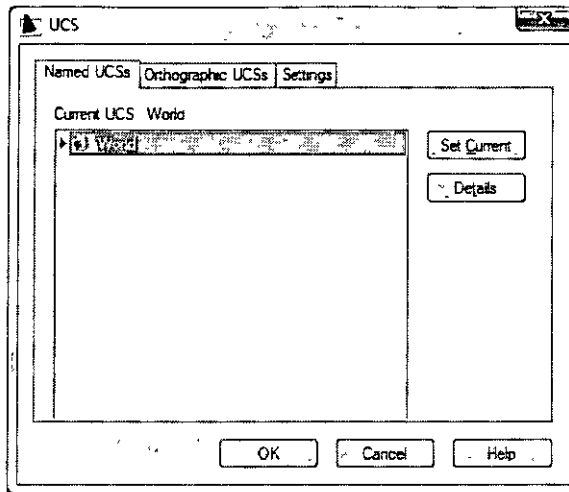 UCS
Named UCSs Orthographic UCSs Settings
Current UCS World
World
Set Current
Details
OK Cancel Help